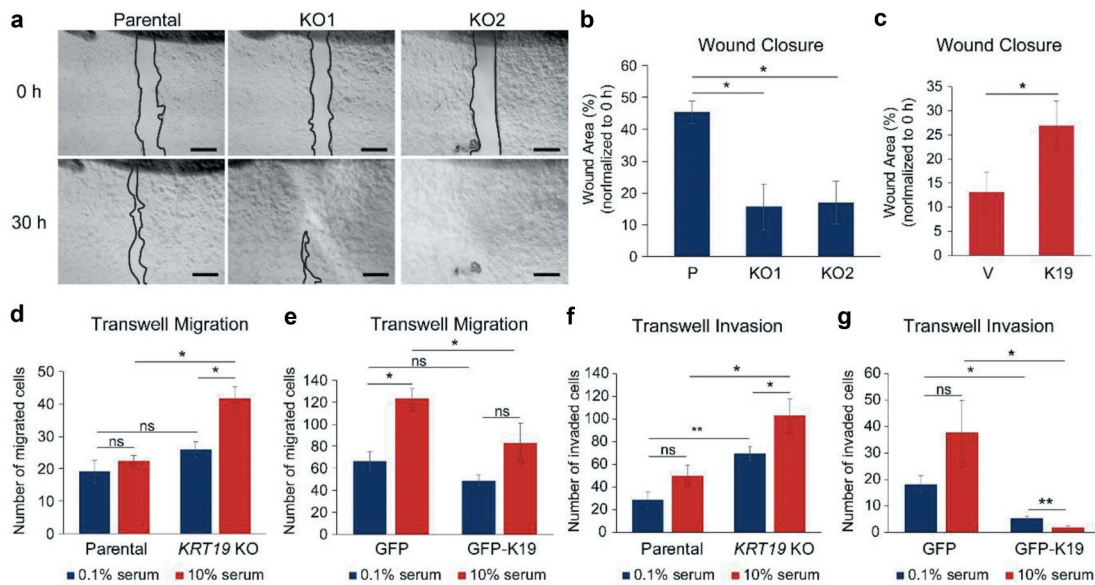 a
Parental
KO1
KO2
0 h
30 h
b
Wound Closure
Wound Area (%)
(norlmalized to 0 h)
60
50
40
30
20
10
0
*
*
P
KO1
KO2
c
Wound Closure
Wound Area (%)
(norlmalized to 0 h)
35
30
25
20
15
10
5
0
*
V
K19
d
Transwell Migration
Number of migrated cells
50
40
30
20
10
0
*
*
ns
ns
Parental
KRT19 KO
0.1% serum
10% serum
e
Transwell Migration
Number of migrated cells
140
120
100
80
60
40
20
0
*
ns
*
ns
GFP
GFP-K19
0.1% serum
10% serum
f
Transwell Invasion
Number of invaded cells
140
120
100
80
60
40
20
0
*
*
**
ns
Parental
KRT19 KO
0.1% serum
10% serum
g
Transwell Invasion
Number of invaded cells
60
50
40
30
20
10
0
*
*
ns
**
GFP
GFP-K19
0.1% serum
10% serum